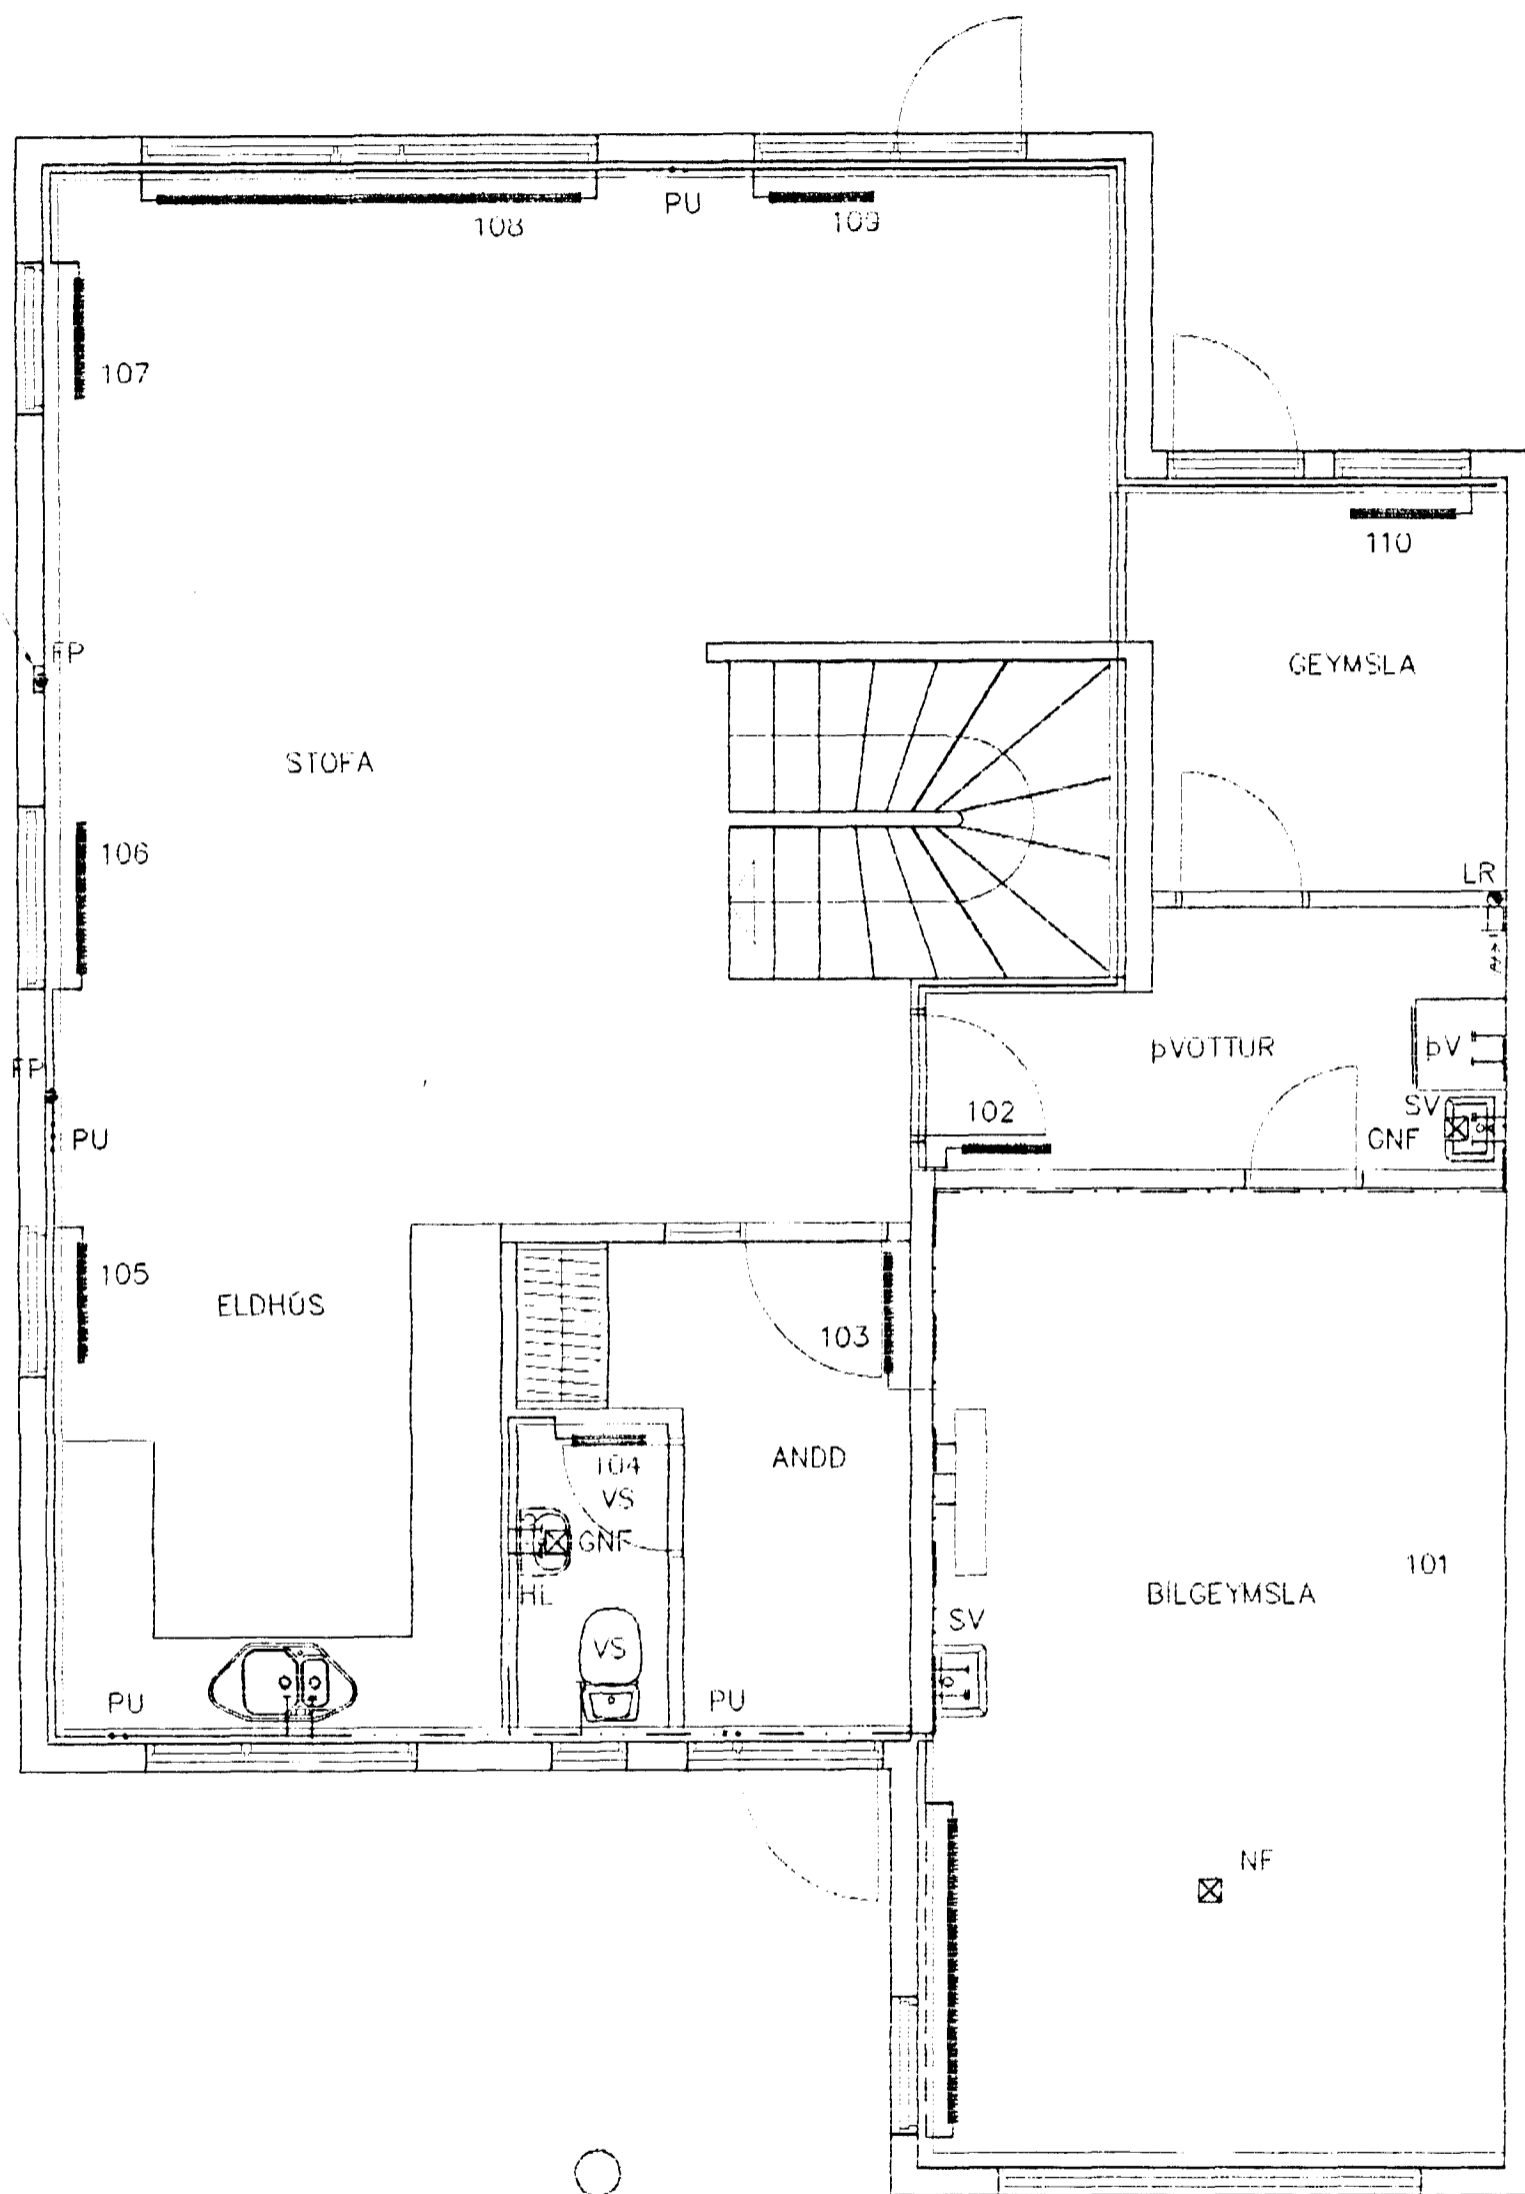 108
PU
109
107
110
FP
GEYMSLA
STOFA
106
LR
ÞVOTTUR
ÞV
FP
102
SV
PU
GNF
105
ELDHÚS
103
104
ANDD
VS
GNF
101
HL
BÍLGEYMSLA
SV
VS
PU
PU
NF